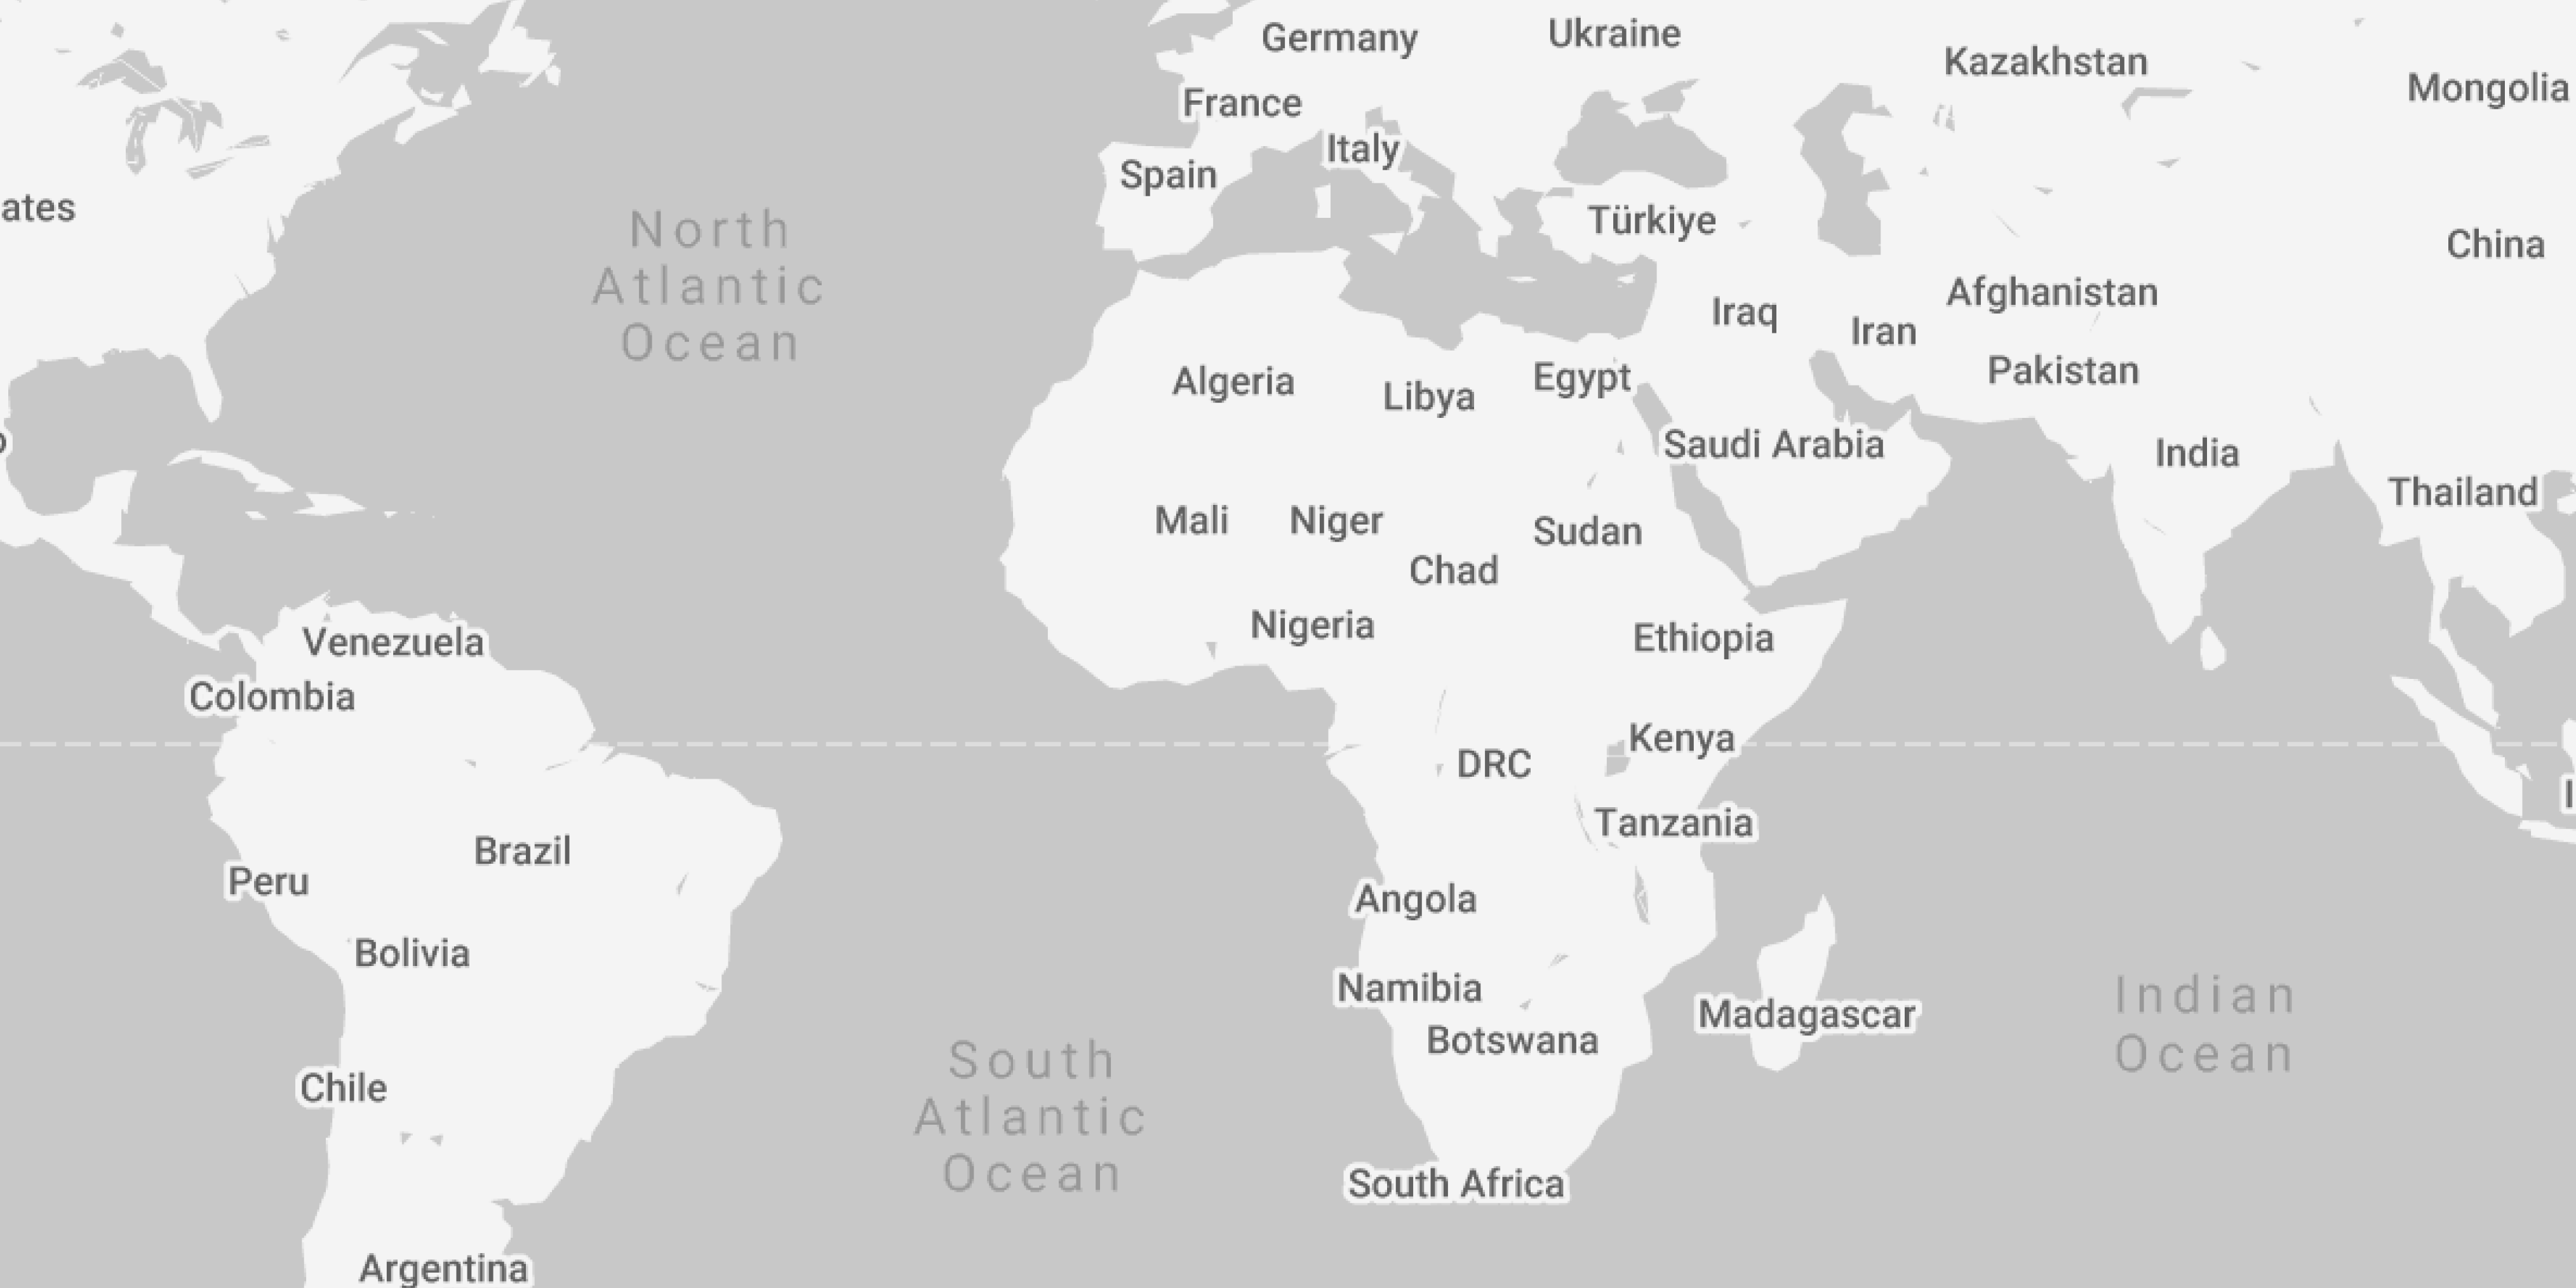 Germany
Ukraine
Kazakhstan
Mongolia
France
Italy
Spain
ates
Türkiye
North
Atlantic
Ocean
China
Afghanistan
Iraq
Iran
Pakistan
Algeria
Libya
Egypt
Saudi Arabia
India
Thailand
Mali
Niger
Sudan
Chad
Nigeria
Ethiopia
Venezuela
Colombia
Kenya
DRC
Tanzania
Brazil
Peru
Angola
Bolivia
Namibia
Madagascar
Botswana
Indian
Ocean
South
Atlantic
Ocean
Chile
South Africa
Argentina